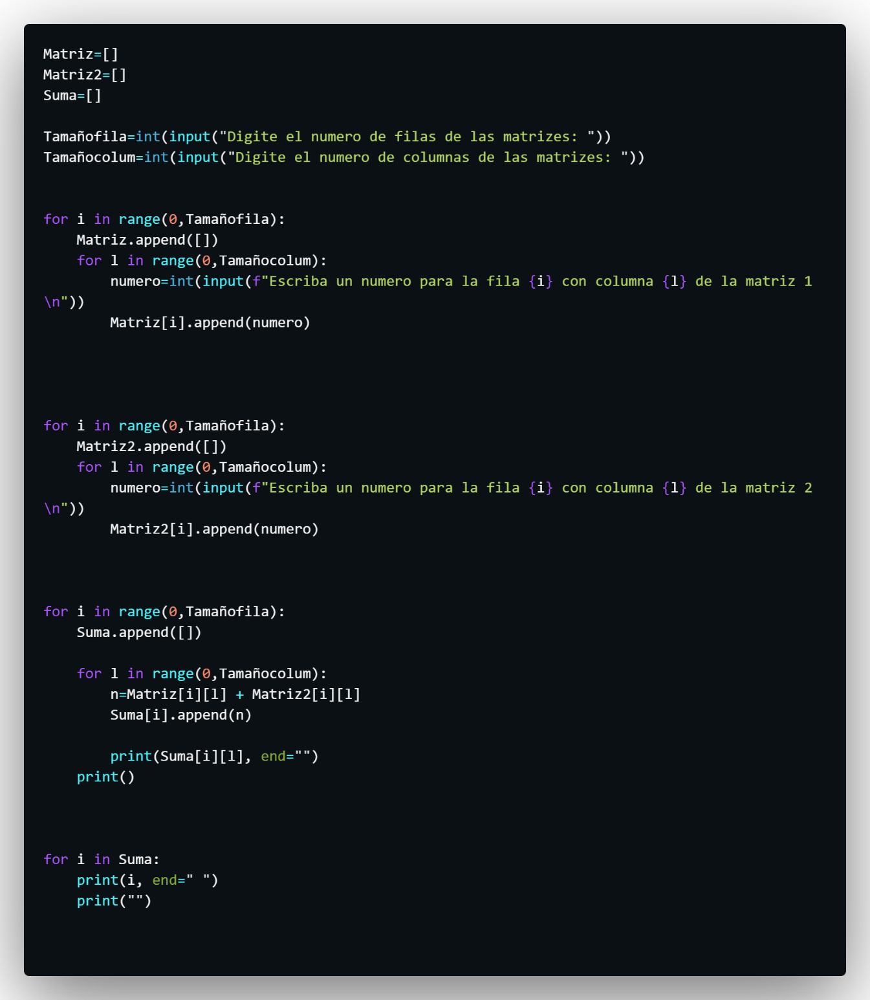 Matriz=[]
Matriz2=[]
Suma=[]
Tamañofila=int(input("Digite el numero de filas de las matrizes: "))
Tamañocolum=int(input("Digite el numero de columnas de las matrizes: "))
for i in range(0,Tamañofila):
    Matriz.append([])
    for l in range(0,Tamañocolum):
        numero=int(input(f"Escriba un numero para la fila {i} con columna {l} de la matriz 1
\n"))
        Matriz[i].append(numero)
for i in range(0,Tamañofila):
    Matriz2.append([])
    for l in range(0,Tamañocolum):
        numero=int(input(f"Escriba un numero para la fila {i} con columna {l} de la matriz 2
\n"))
        Matriz2[i].append(numero)
for i in range(0,Tamañofila):
    Suma.append([])
    for l in range(0,Tamañocolum):
        n=Matriz[i][l] + Matriz2[i][l]
        Suma[i].append(n)
        print(Suma[i][l], end="")
    print()
for i in Suma:
    print(i, end=" ")
    print("")